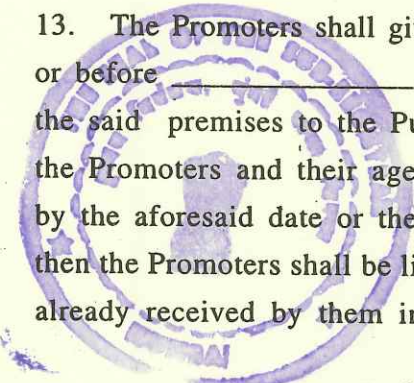 13. The Promoters shall gi
or before
the said premises to the Pu
the Promoters and their age
by the aforesaid date or the
then the Promoters shall be li
already received by them in